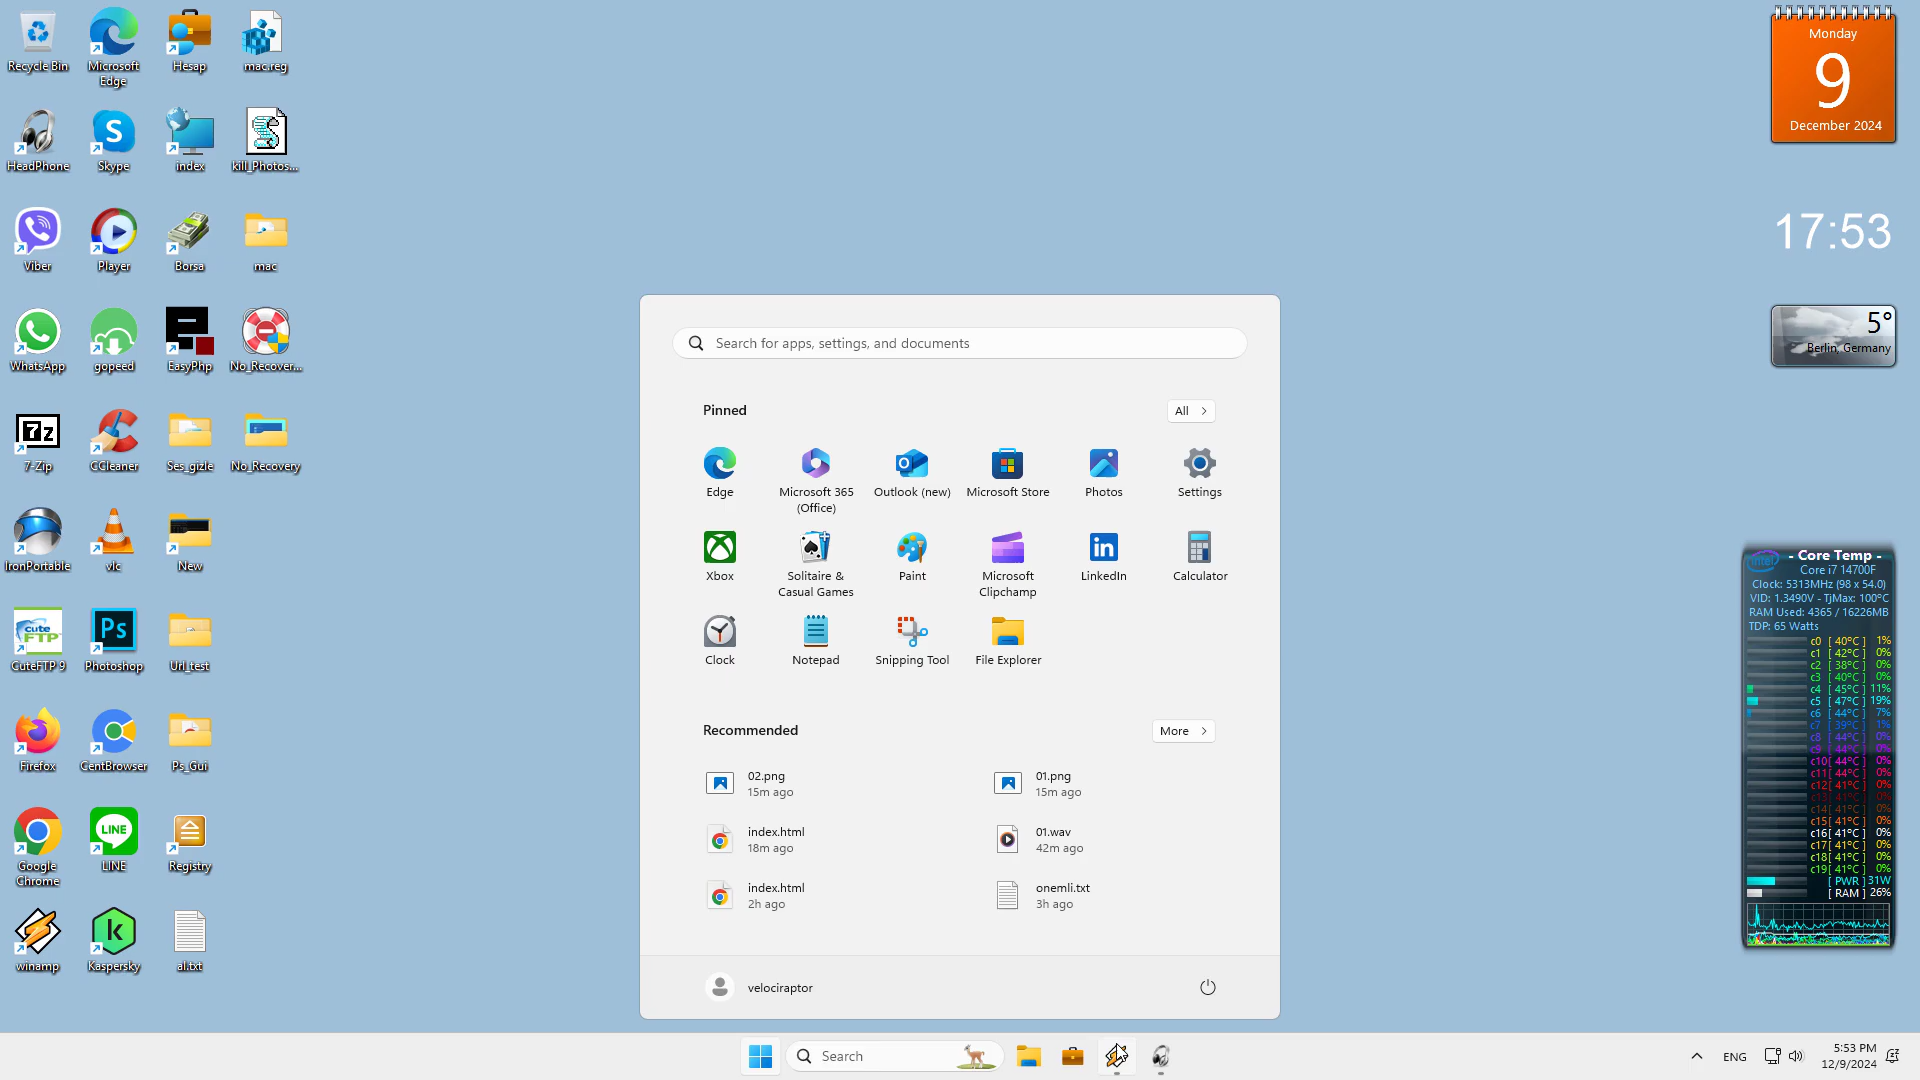 Recycle Bin
Microsoft
Edge
Hesap
mac.reg
HeadPhone
Skype
index
kill_Photos...
Viber
Player
Borsa
mac
WhatsApp
gopeed
EasyPhp
No_Recover...
7z
7-Zip
CCleaner
Ses_gizle
No_Recovery
IronPortable
vlc
New
cute
FTP
CuteFTP 9
Ps
Photoshop
Url_test
Firefox
CentBrowser
Ps_Gui
Google
Chrome
LINE
LINE
Registry
winamp
Kaspersky
al.txt
Search for apps, settings, and documents
Pinned
All
Edge
Microsoft 365
(Office)
Outlook (new)
Microsoft Store
Photos
Settings
Xbox
Solitaire &
Casual Games
Paint
Microsoft
Clipchamp
LinkedIn
Calculator
Clock
Notepad
Snipping Tool
File Explorer
Recommended
More
02.png
15m ago
01.png
15m ago
index.html
18m ago
01.wav
42m ago
index.html
2h ago
onemli.txt
3h ago
velociraptor
Monday
9
December 2024
17:53
5°
Berlin, Germany
intel
- Core Temp -
Core i7 14700F
Clock: 5313MHz (98 x 54.0)
VID: 1.3490V - TjMax: 100°C
RAM Used: 4365 / 16226MB
TDP: 65 Watts
c0 [ 40°C ] 1%
c1 [ 42°C ] 0%
c2 [ 38°C ] 0%
c3 [ 40°C ] 0%
c4 [ 45°C ] 11%
c5 [ 47°C ] 19%
c6 [ 44°C ] 7%
c7 [ 39°C ] 1%
c8 [ 44°C ] 0%
c9 [ 44°C ] 0%
c10[ 44°C ] 0%
c11[ 44°C ] 0%
c12[ 41°C ] 0%
c13[ 41°C ] 0%
c14[ 41°C ] 0%
c15[ 41°C ] 0%
c16[ 41°C ] 0%
c17[ 41°C ] 0%
c18[ 41°C ] 0%
c19[ 41°C ] 0%
[ PWR ] 31W
[ RAM ] 26%
Search
ENG
5:53 PM
12/9/2024